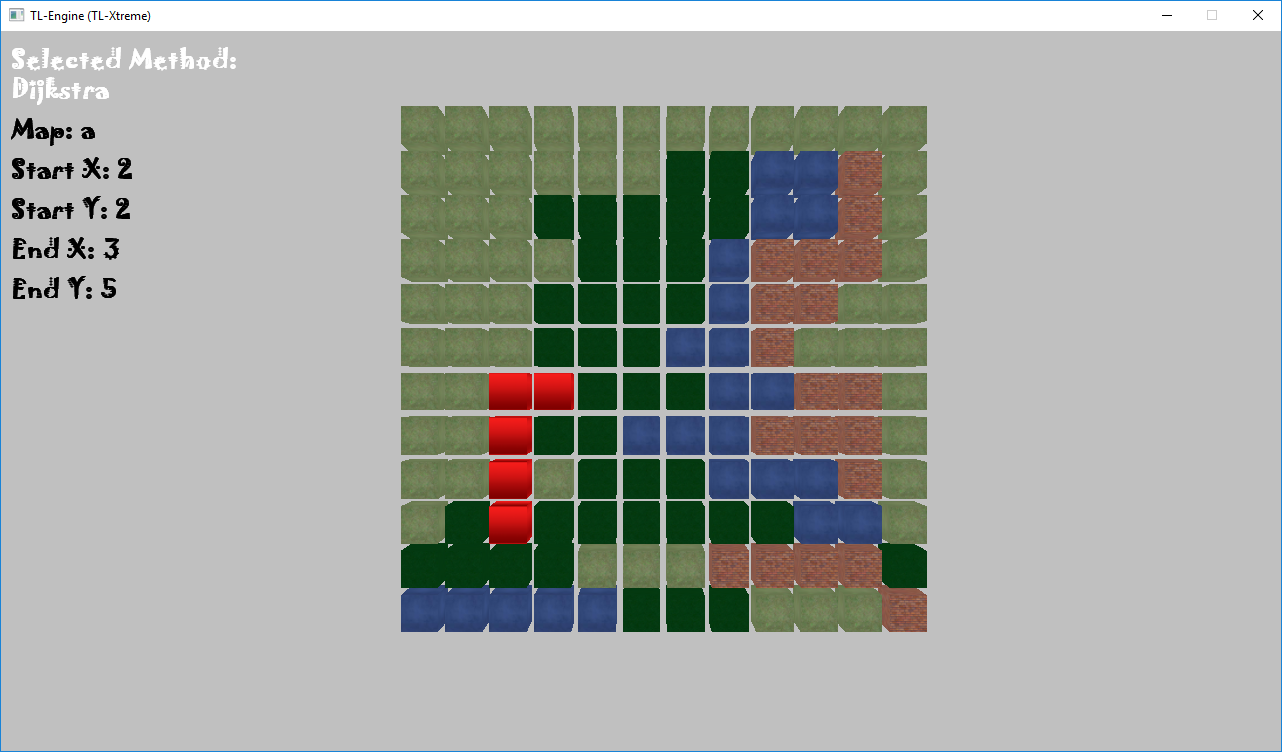 TL-Engine (TL-Xtreme)
Selected Method:
Dijkstra
Map: a
Start X: 2
Start Y: 2
End X: 3
End Y: 5